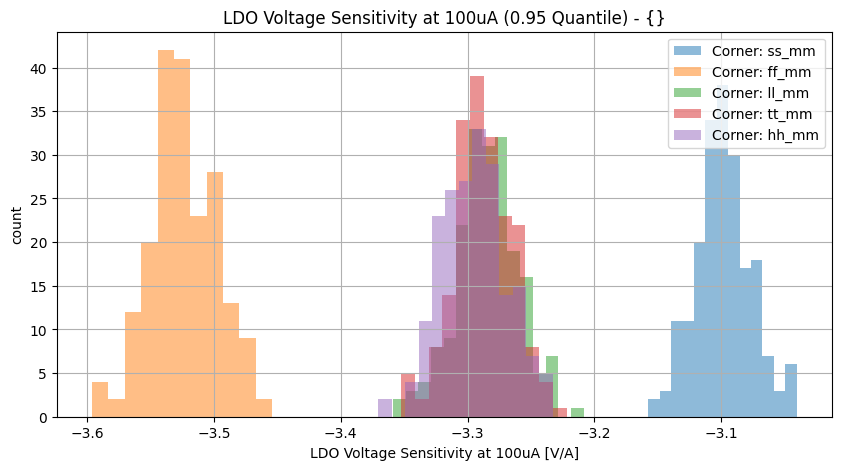 LDO Voltage Sensitivity at 100uA (0.95 Quantile) - {}
Corner: ss_mm
Corner: ff_mm
Corner: ll_mm
Corner: tt_mm
Corner: hh_mm
count
40
35
30
25
20
15
10
5
0
−3.6 −3.5 −3.4 −3.3 −3.2 −3.1
LDO Voltage Sensitivity at 100uA [V/A]